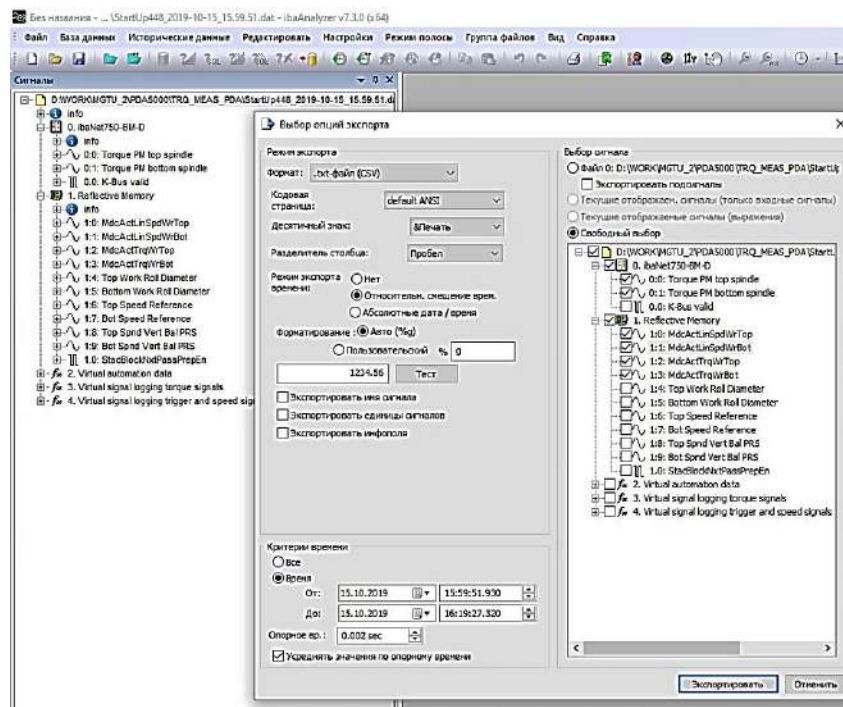 Без названия - ... \StartUp448_2019-10-15_15.59.51.dat - ibaAnalyzer v7.3.0 (x64)
Файл База данных Исторические данные Редактировать Настройки Режим полосы Группа файлов Вид Справка
Сигналы
D:\WORK\MGTU_2\PDA5000\TRQ_MEAS_PDA\StartUp448_2019-10-15_15.59.51.da
info
0. ibaNet750-BM-D
info
0:0: Torque PM top spindle
0:1: Torque PM bottom spindle
0.0: K-Bus valid
1. Reflective Memory
info
1:0: MdcActLinSpdWrTop
1:1: MdcActLinSpdWrBot
1:2: MdcActTrqWrTop
1:3: MdcActTrqWrBot
1:4: Top Work Roll Diameter
1:5: Bottom Work Roll Diameter
1:6: Top Speed Reference
1:7: Bot Speed Reference
1:8: Top Spnd Vert Bal PRS
1:9: Bot Spnd Vert Bal PRS
1.0: StacBlockNxtPassPrepEn
2. Virtual automation data
3. Virtual signal logging torque signals
4. Virtual signal logging trigger and speed sig
Выбор опций экспорта
Режим экспорта
Формат: .txt-файл (CSV)
Кодовая страница: default ANSI
Десятичный знак: &Печать
Разделитель столбца: Пробел
Режим экспорта времени:
Нет
Относительн. смещение врем.
Абсолютные дата / время
Форматирование : Авто (%g)
Пользовательский % 0
1234.56 Тест
Экспортировать имя сигнала
Экспортировать единицы сигналов
Экспортировать инфополя
Критерии времени
Все
Время
От: 15.10.2019 15:59:51.930
До: 15.10.2019 16:19:27.320
Опорное вр.: 0.002 sec
Усреднять значения по опорному времени
Выбор сигнала
Файл 0: D:\WORK\MGTU_2\PDA5000\TRQ_MEAS_PDA\StartUp
Экспортировать подсигналы
Текущие отображаем. сигналы (только входные сигналы)
Текущие отображаемые сигналы (выражения)
Свободный выбор
D:\WORK\MGTU_2\PDA5000\TRQ_MEAS_PDA\StartL
0. ibaNet750-BM-D
0:0: Torque PM top spindle
0:1: Torque PM bottom spindle
0.0: K-Bus valid
1. Reflective Memory
1:0: MdcActLinSpdWrTop
1:1: MdcActLinSpdWrBot
1:2: MdcActTrqWrTop
1:3: MdcActTrqWrBot
1:4: Top Work Roll Diameter
1:5: Bottom Work Roll Diameter
1:6: Top Speed Reference
1:7: Bot Speed Reference
1:8: Top Spnd Vert Bal PRS
1:9: Bot Spnd Vert Bal PRS
1.0: StacBlockNxtPassPrepEn
2. Virtual automation data
3. Virtual signal logging torque signals
4. Virtual signal logging trigger and speed signals
Экспортировать Отменить